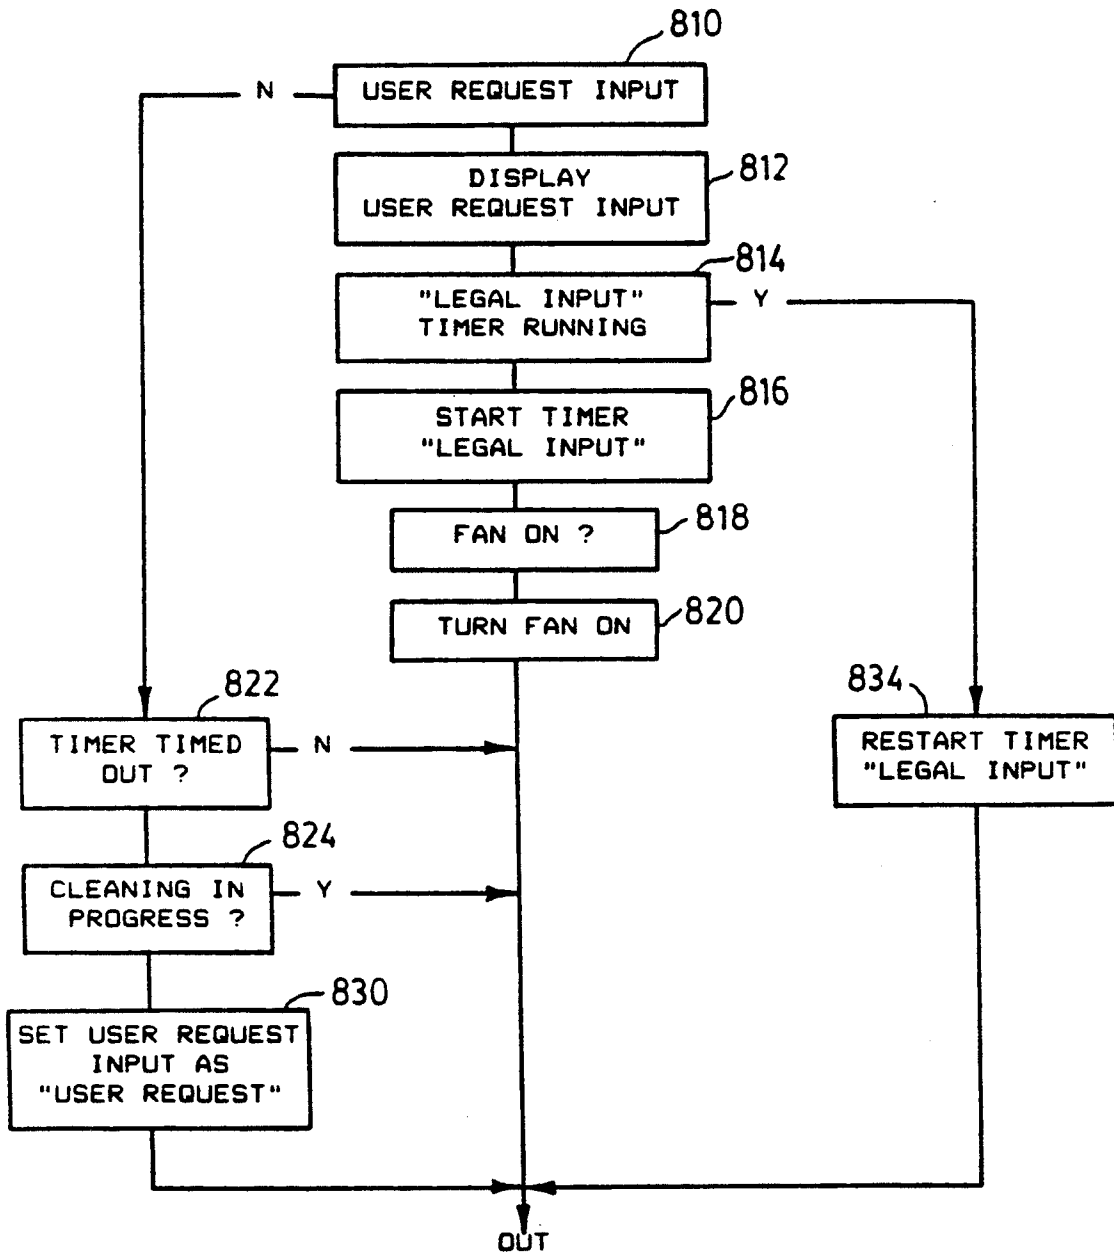 810
N
USER REQUEST INPUT
812
DISPLAY
USER REQUEST INPUT
814
"LEGAL INPUT"
TIMER RUNNING
Y
816
START TIMER
"LEGAL INPUT"
818
FAN ON ?
820
TURN FAN ON
822
TIMER TIMED
OUT ?
N
834
RESTART TIMER
"LEGAL INPUT"
824
CLEANING IN
PROGRESS ?
Y
830
SET USER REQUEST
INPUT AS
"USER REQUEST"
OUT